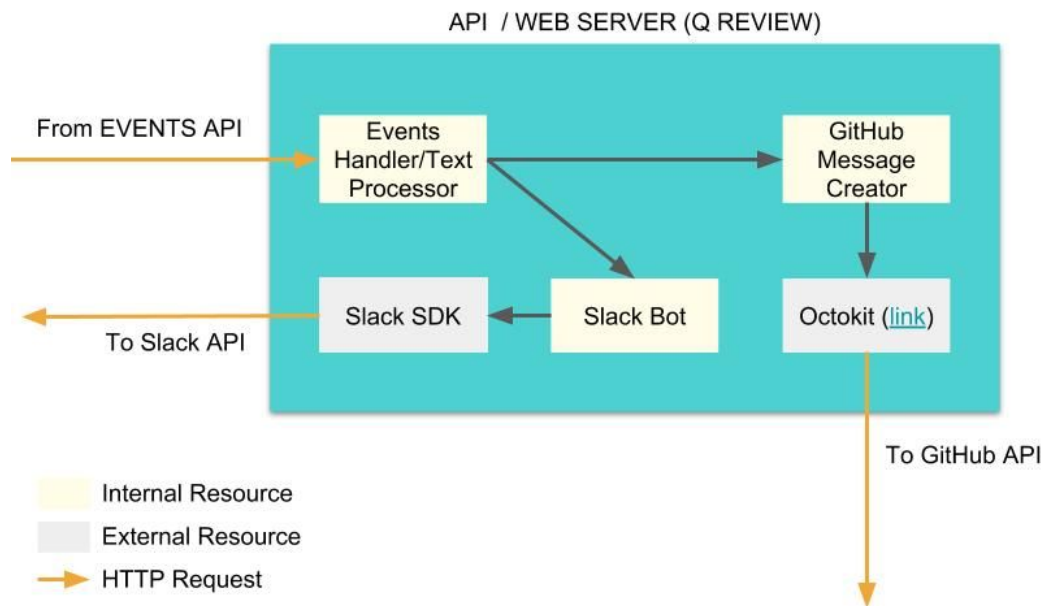 API / WEB SERVER (Q REVIEW)
From EVENTS API
Events
Handler/Text
Processor
GitHub
Message
Creator
Slack SDK
Slack Bot
Octokit (link)
To Slack API
To GitHub API
Internal Resource
External Resource
HTTP Request